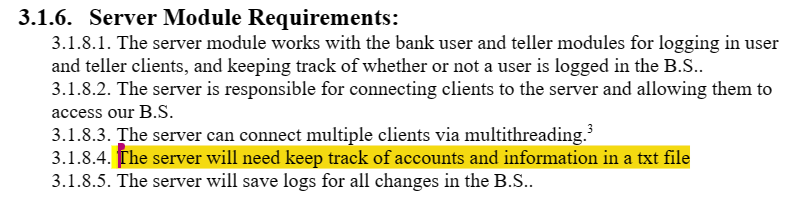 3.1.6. Server Module Requirements:
3.1.8.1. The server module works with the bank user and teller modules for logging in user
and teller clients, and keeping track of whether or not a user is logged in the B.S..
3.1.8.2. The server is responsible for connecting clients to the server and allowing them to
access our B.S.
3.1.8.3. The server can connect multiple clients via multithreading.³
3.1.8.4. The server will need keep track of accounts and information in a txt file
3.1.8.5. The server will save logs for all changes in the B.S..